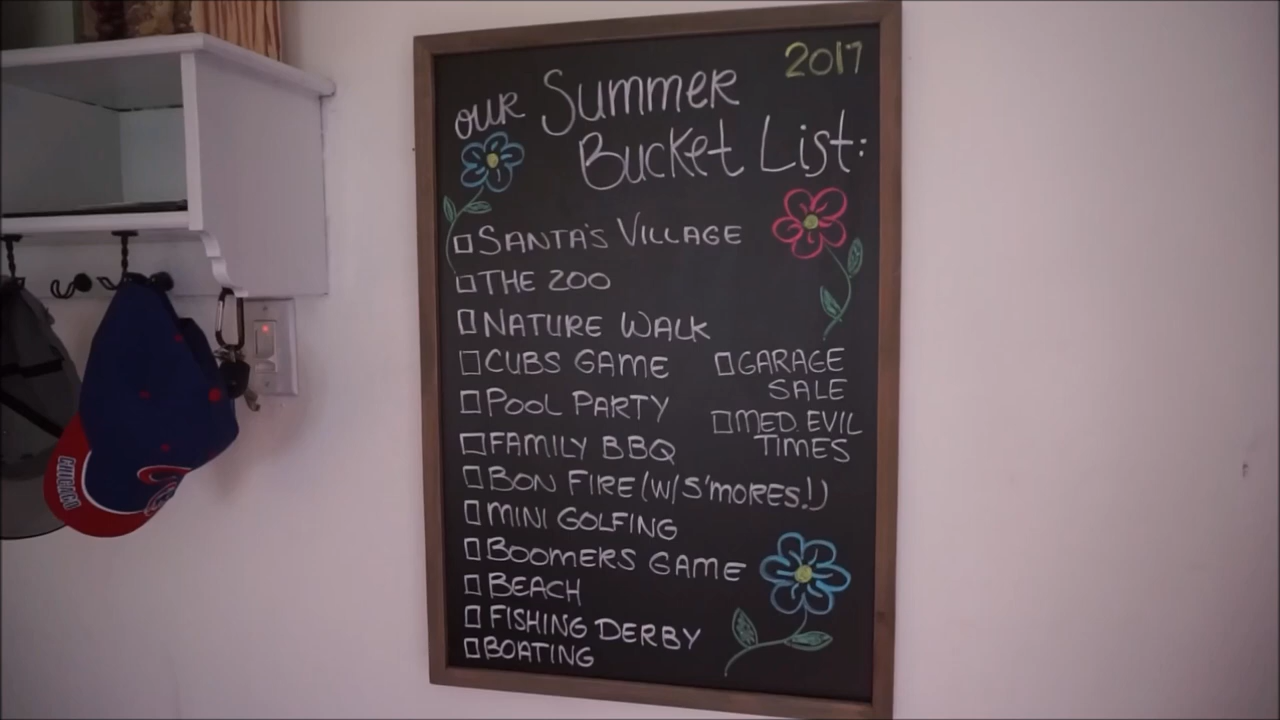 2017
our Summer
Bucket List:
SANTA'S VILLAGE
THE ZOO
NATURE WALK
CUBS GAME
POOL PARTY
FAMILY BBQ
BON FIRE (W/ S'MORES!)
MINI GOLFING
BOOMERS GAME
BEACH
FISHING DERBY
BOATING
GARAGE
SALE
MED.EVIL
TIMES
CHICAGO